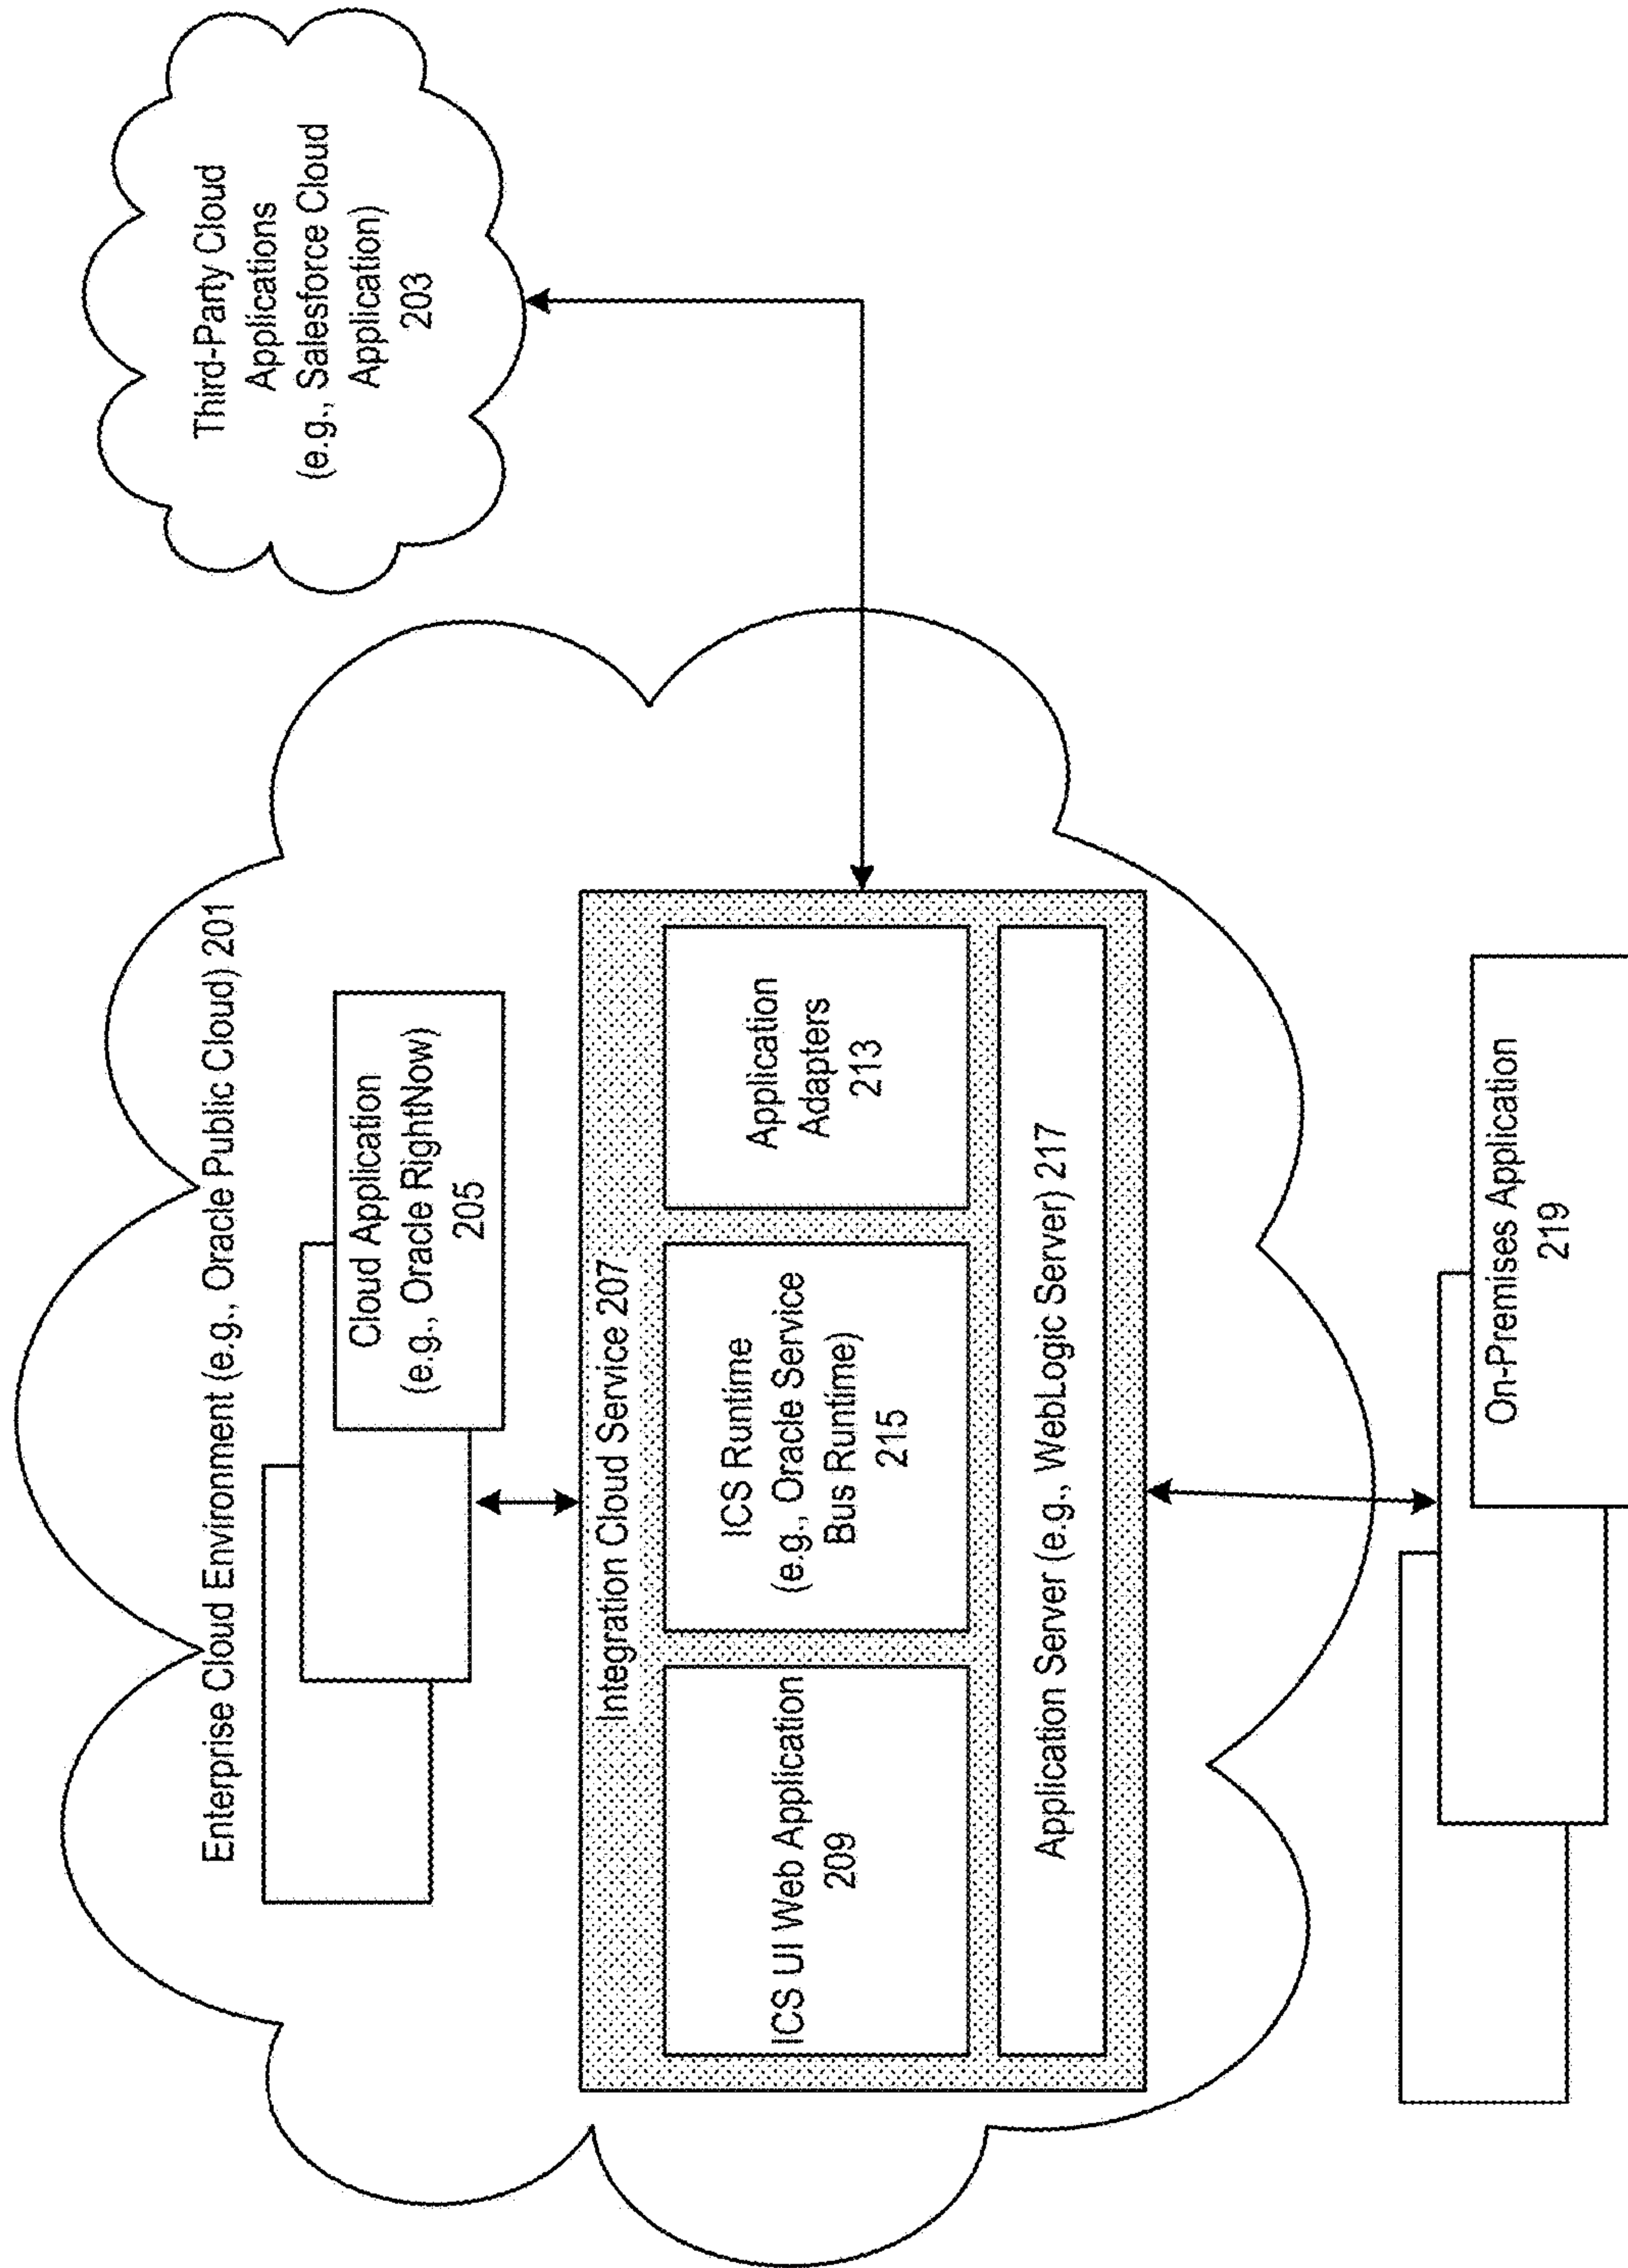 Enterprise Cloud Environment (e.g., Oracle Public Cloud) 201
Third-Party Cloud
Applications
(e.g., Salesforce Cloud
Application)
203
Cloud Application
(e.g., Oracle RightNow)
205
Integration Cloud Service 207
ICS UI Web Application
209
ICS Runtime
(e.g., Oracle Service
Bus Runtime)
215
Application
Adapters
213
Application Server (e.g., WebLogic Server) 217
On-Premises Application
219